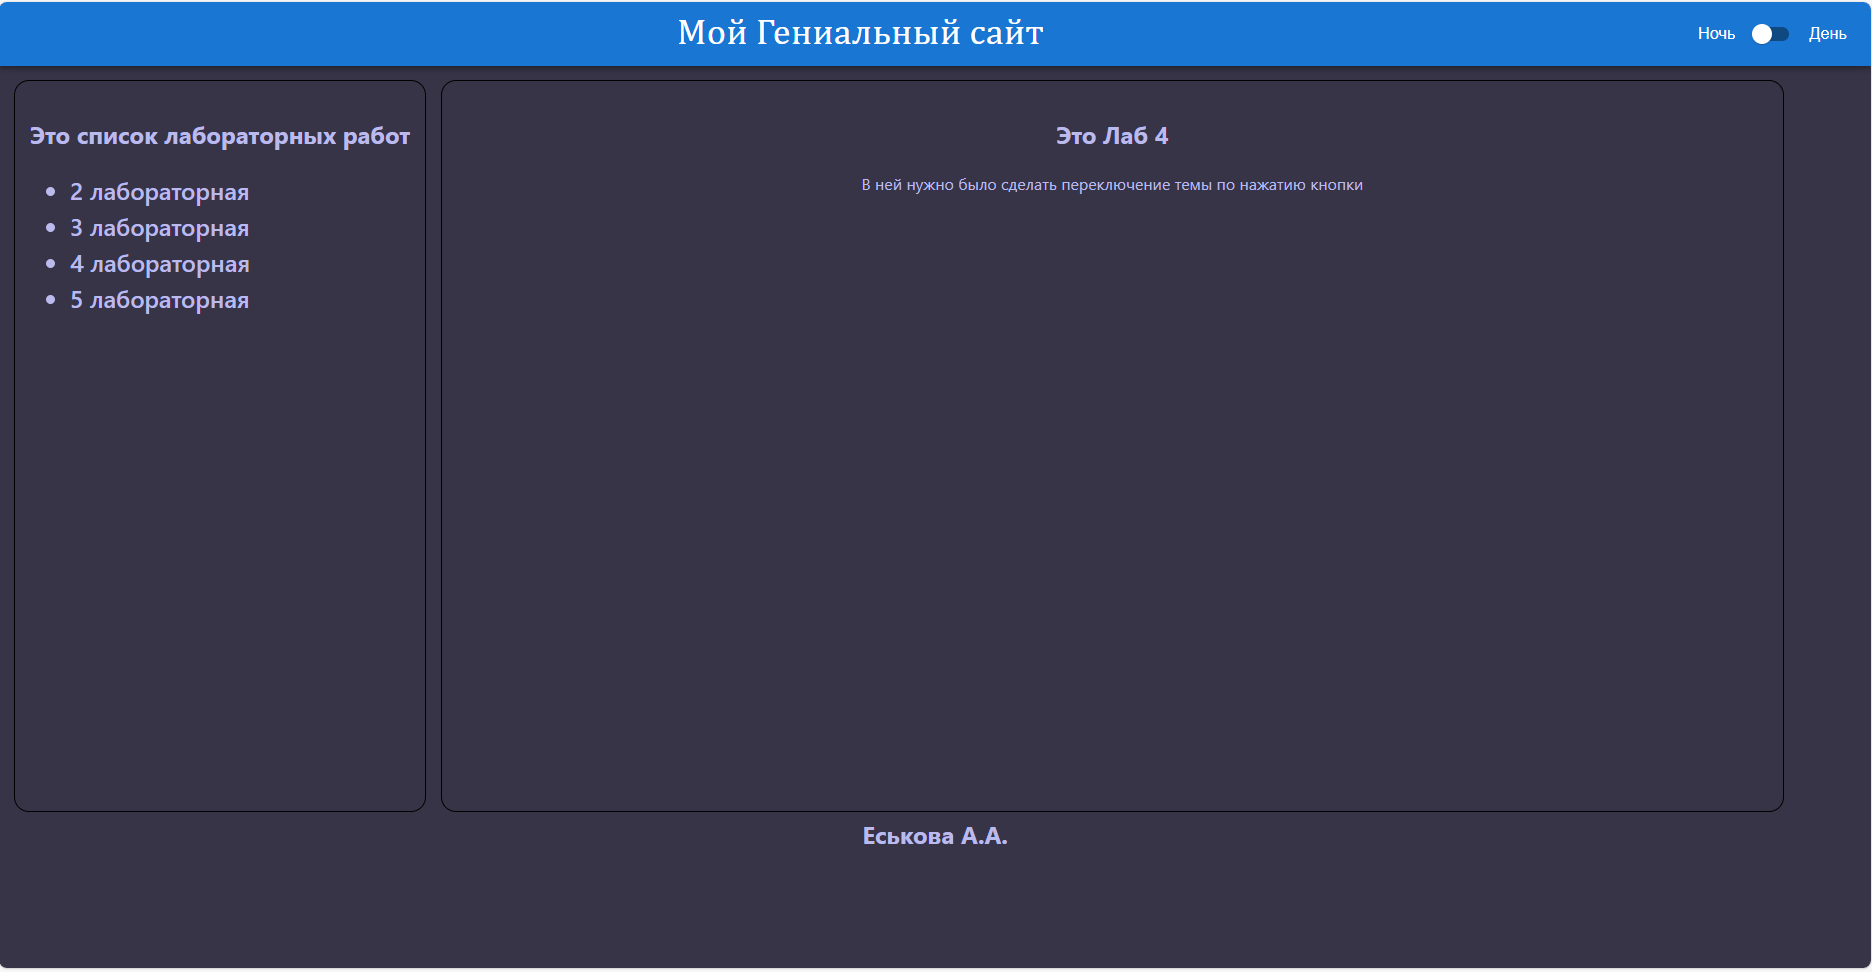 Мой Гениальный сайт
Ночь
День
Это список лабораторных работ
2 лабораторная
3 лабораторная
4 лабораторная
5 лабораторная
Это Лаб 4
В ней нужно было сделать переключение темы по нажатию кнопки
Еськова А.А.